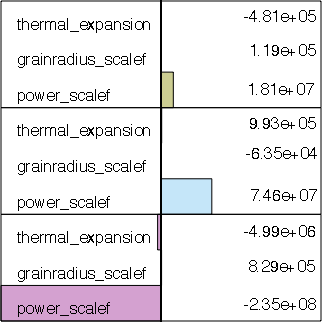 thermal_expansion -4.81e+05
grainradius_scalef 1.19e+05
power_scalef 1.81e+07
thermal_expansion 9.93e+05
grainradius_scalef -6.35e+04
power_scalef 7.46e+07
thermal_expansion -4.99e+06
grainradius_scalef 8.29e+05
power_scalef -2.35e+08